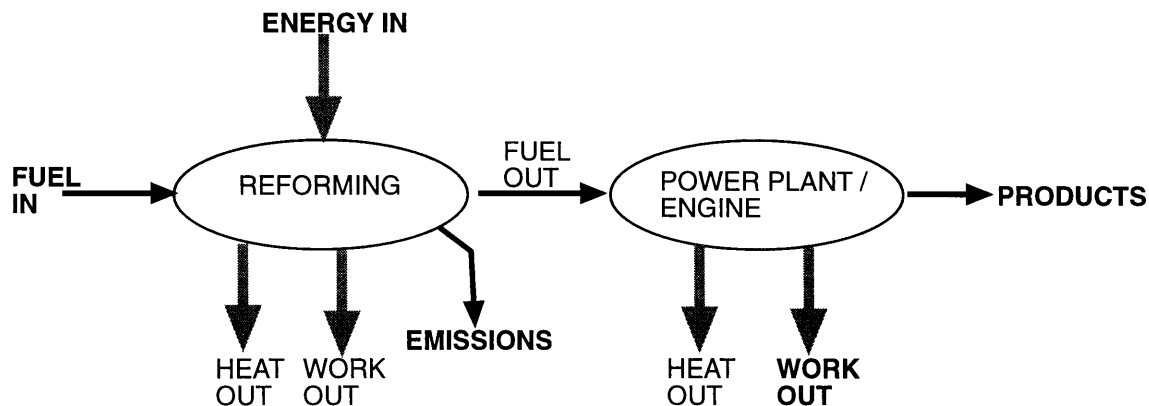 ENERGY IN
FUEL
IN
REFORMING
FUEL
OUT
POWER PLANT /
ENGINE
PRODUCTS
EMISSIONS
HEAT
OUT
WORK
OUT
HEAT
OUT
WORK
OUT